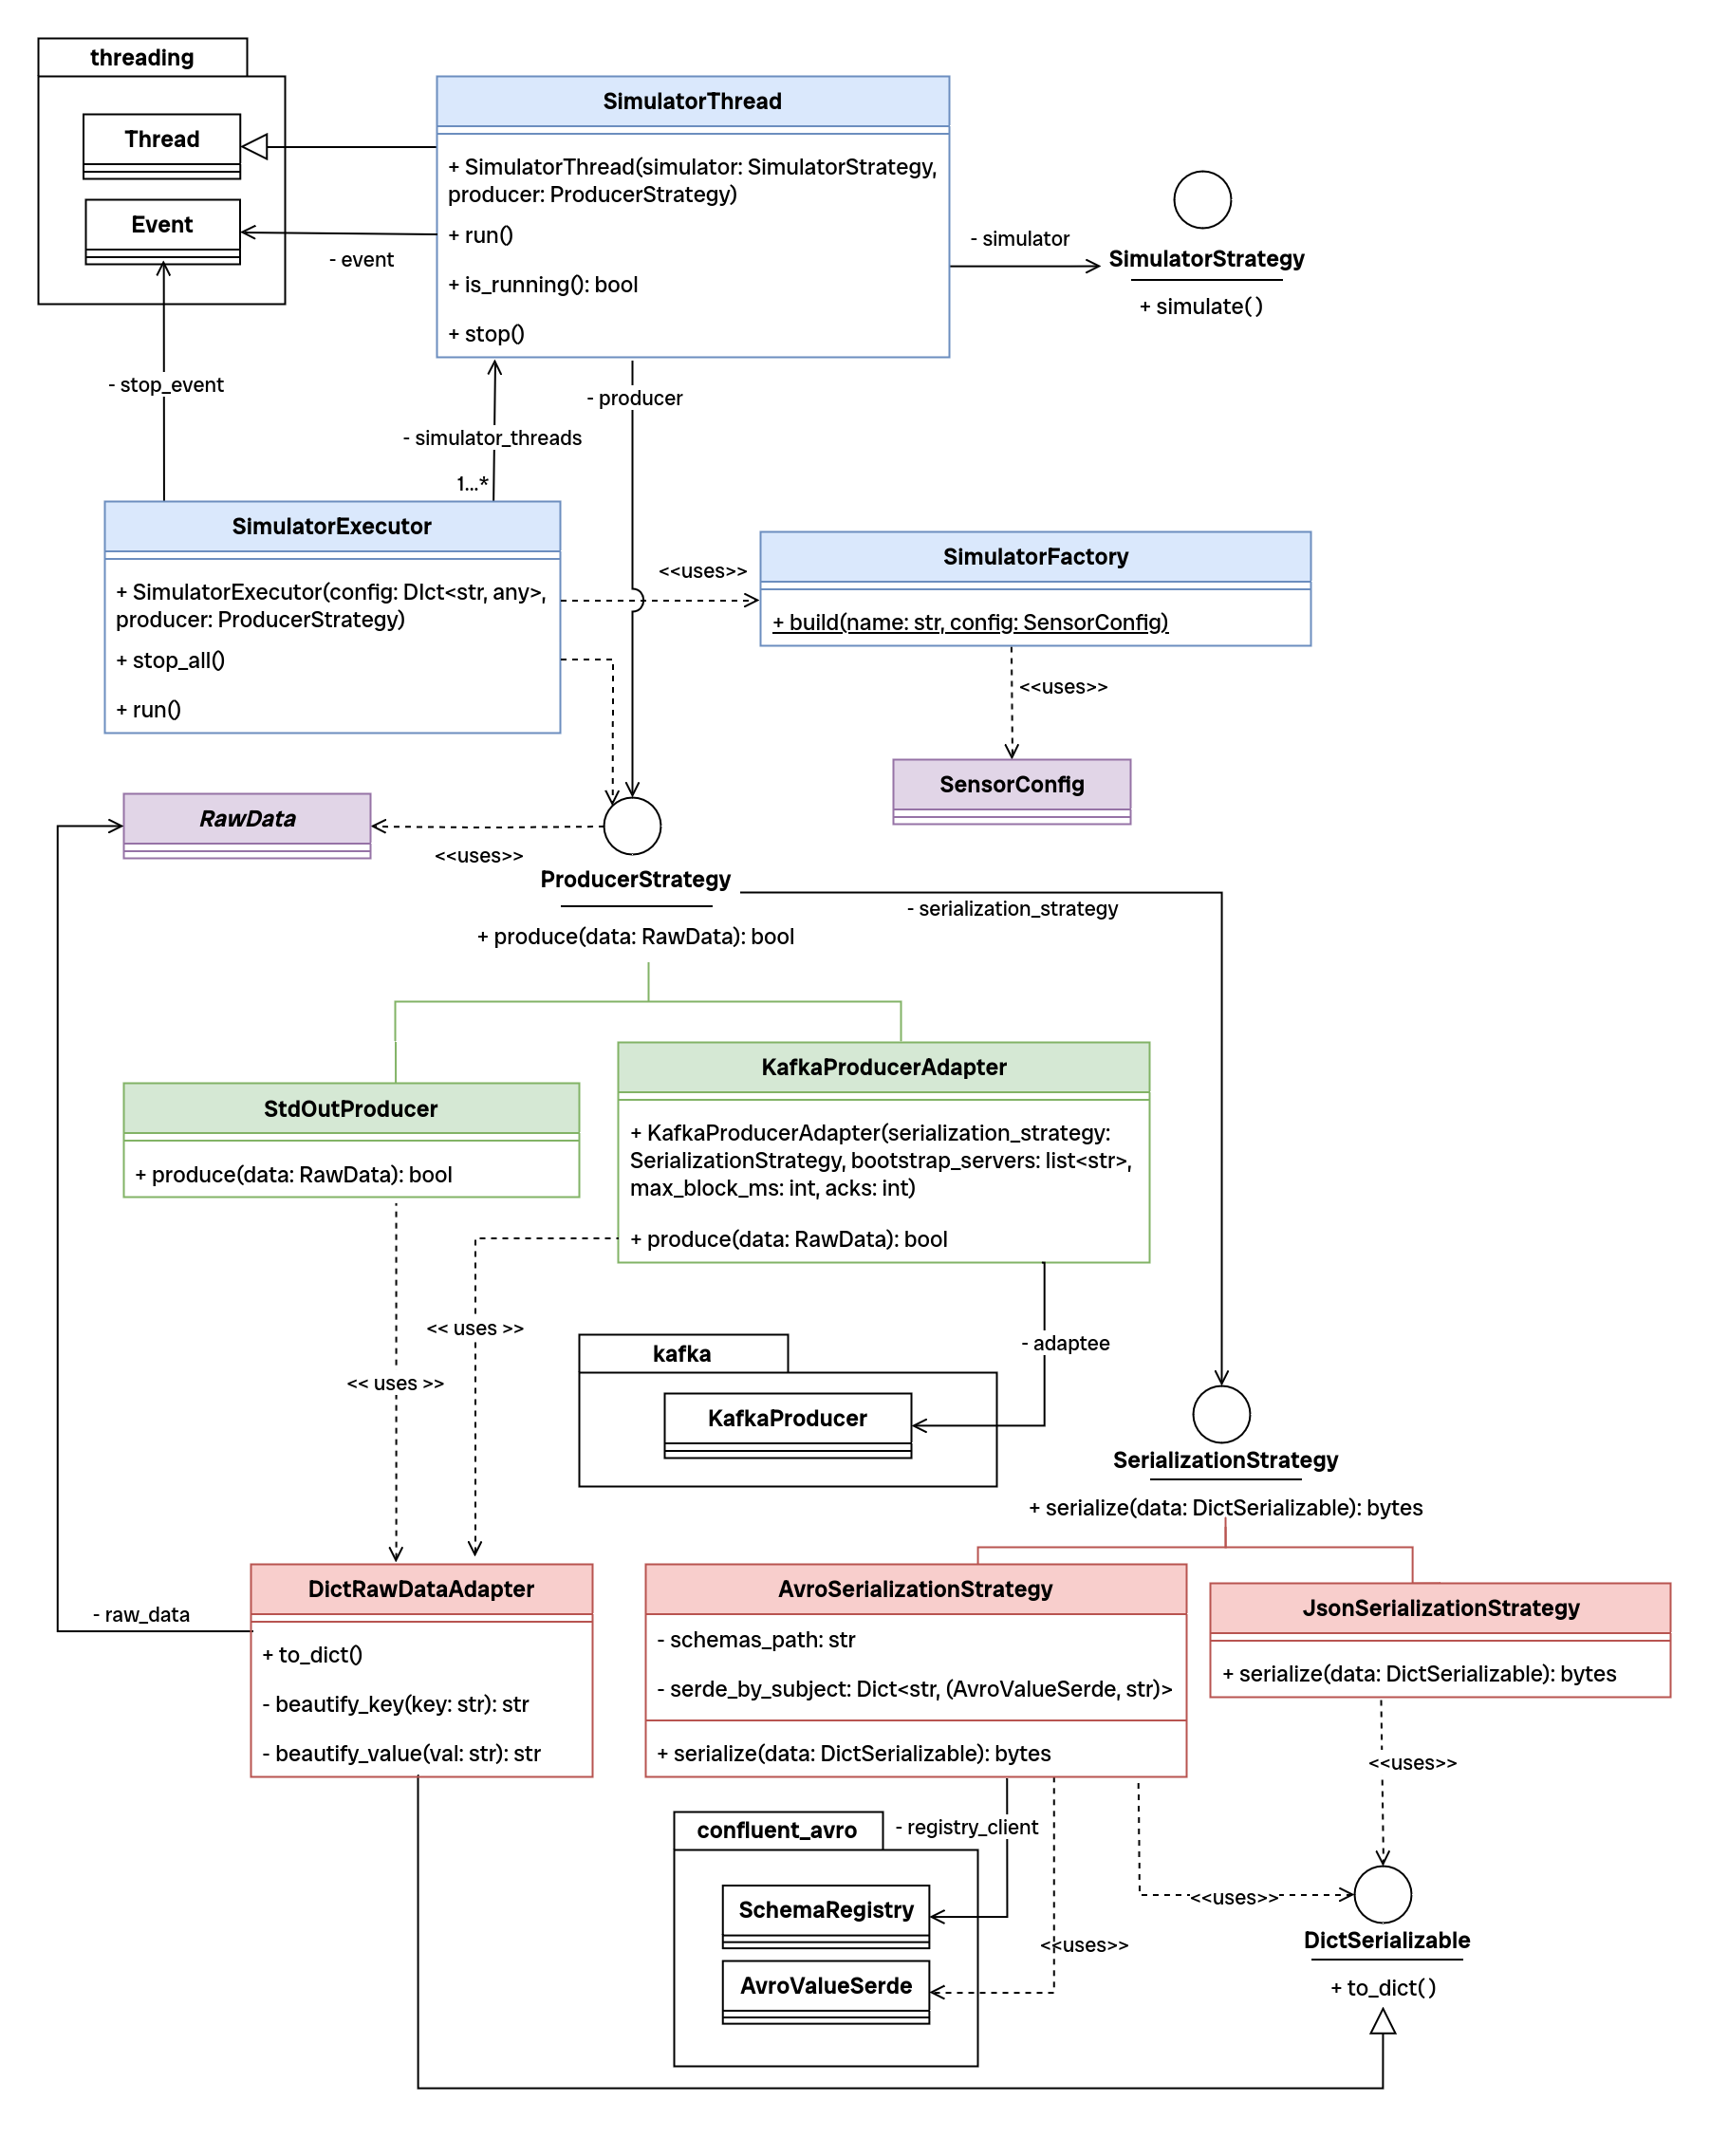 threading
Thread
Event
SimulatorThread
+ SimulatorThread(simulator: SimulatorStrategy,
producer: ProducerStrategy)
+ run()
+ is_running(): bool
+ stop()
- event
- simulator
SimulatorStrategy
+ simulate()
- stop_event
- producer
- simulator_threads
1...*
SimulatorExecutor
+ SimulatorExecutor(config: DIct<str, any>,
producer: ProducerStrategy)
+ stop_all()
+ run()
<<uses>>
SimulatorFactory
+ build(name: str, config: SensorConfig)
<<uses>>
SensorConfig
RawData
<<uses>>
ProducerStrategy
+ produce(data: RawData): bool
- serialization_strategy
StdOutProducer
+ produce(data: RawData): bool
KafkaProducerAdapter
+ KafkaProducerAdapter(serialization_strategy:
SerializationStrategy, bootstrap_servers: list<str>,
max_block_ms: int, acks: int)
+ produce(data: RawData): bool
<< uses >>
<< uses >>
- adaptee
kafka
KafkaProducer
SerializationStrategy
+ serialize(data: DictSerializable): bytes
- raw_data
DictRawDataAdapter
+ to_dict()
- beautify_key(key: str): str
- beautify_value(val: str): str
AvroSerializationStrategy
- schemas_path: str
- serde_by_subject: Dict<str, (AvroValueSerde, str)>
+ serialize(data: DictSerializable): bytes
JsonSerializationStrategy
+ serialize(data: DictSerializable): bytes
<<uses>>
- registry_client
confluent_avro
SchemaRegistry
AvroValueSerde
<<uses>>
<<uses>>
DictSerializable
+ to_dict()